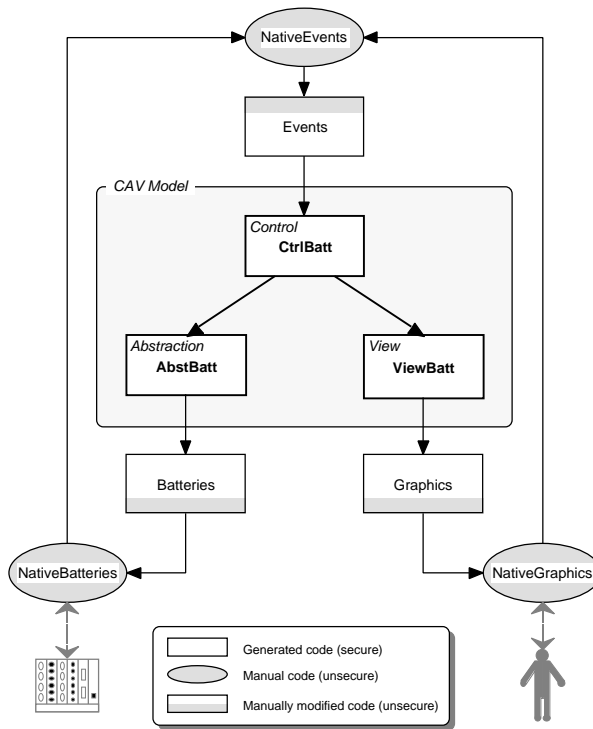 NativeEvents
Events
CAV Model
Control
CtrlBatt
Abstraction
AbstBatt
View
ViewBatt
Batteries
Graphics
NativeBatteries
NativeGraphics
Generated code (secure)
Manual code (unsecure)
Manually modified code (unsecure)